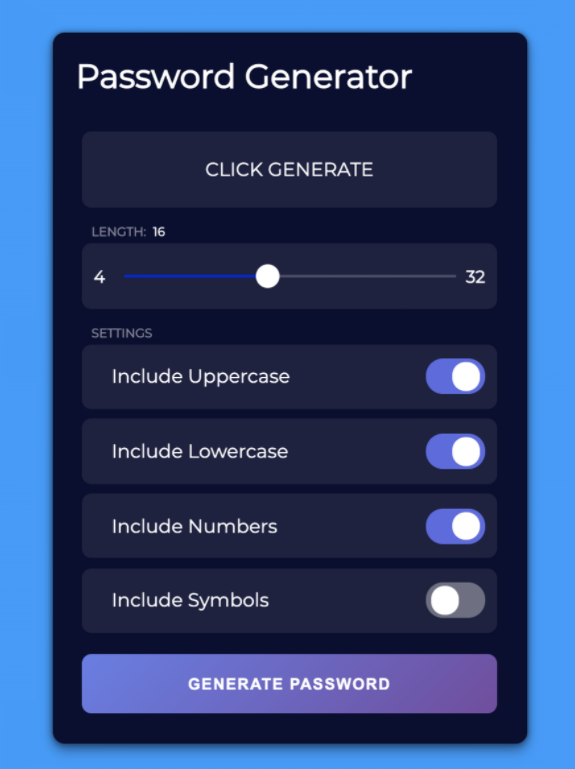 Password Generator
CLICK GENERATE
LENGTH: 16
4 32
SETTINGS
Include Uppercase
Include Lowercase
Include Numbers
Include Symbols
GENERATE PASSWORD